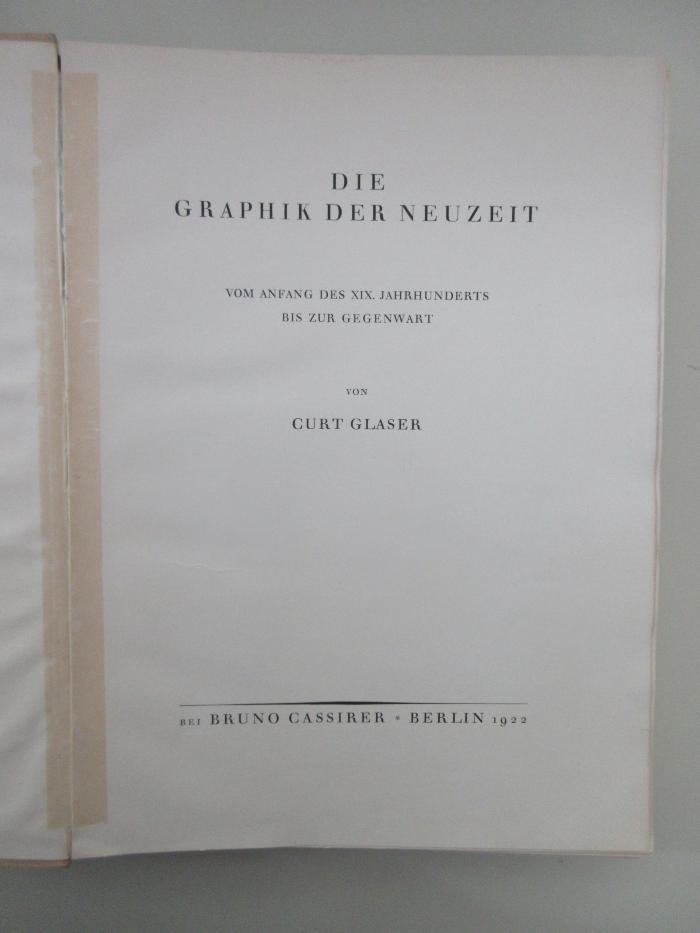 DIE
GRAPHIK DER NEUZEIT
VOM ANFANG DES XIX. JAHRHUNDERTS
BIS ZUR GEGENWART
VON
CURT GLASER
BEI BRUNO CASSIRER * BERLIN 1922